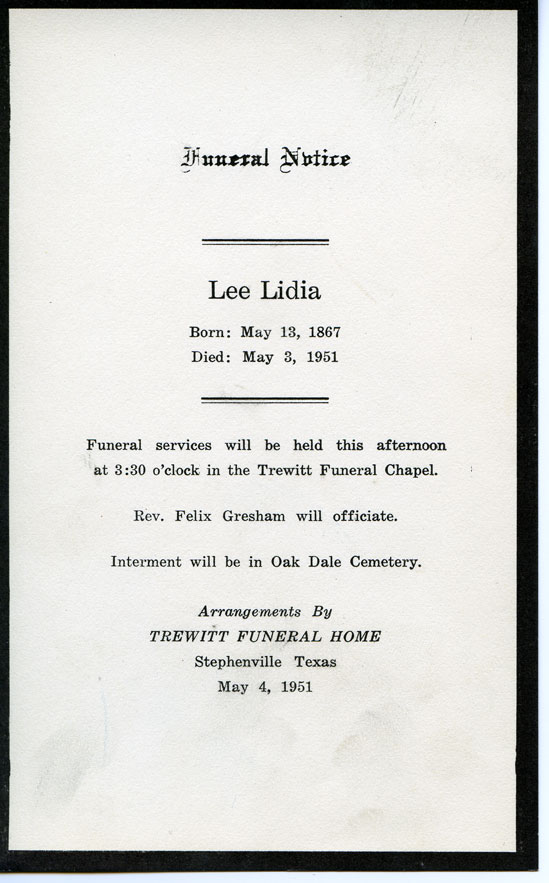 Funeral Notice
Lee Lidia
Born: May 13, 1867
Died: May 3, 1951
Funeral services will be held this afternoon
at 3:30 o'clock in the Trewitt Funeral Chapel.
Rev. Felix Gresham will officiate.
Interment will be in Oak Dale Cemetery.
Arrangements By
TREWITT FUNERAL HOME
Stephenville Texas
May 4, 1951